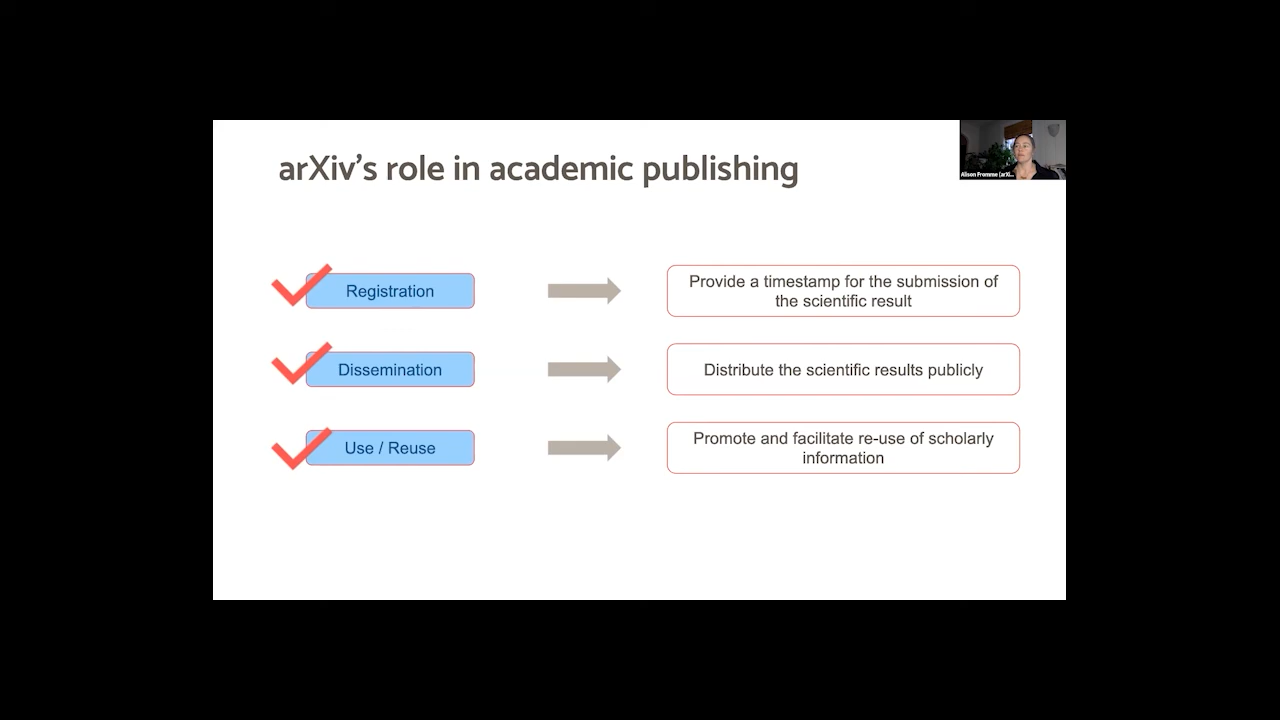 arXiv's role in academic publishing
Alison Fromme (arXi...
Registration
Provide a timestamp for the submission of
the scientific result
Dissemination
Distribute the scientific results publicly
Use / Reuse
Promote and facilitate re-use of scholarly
information